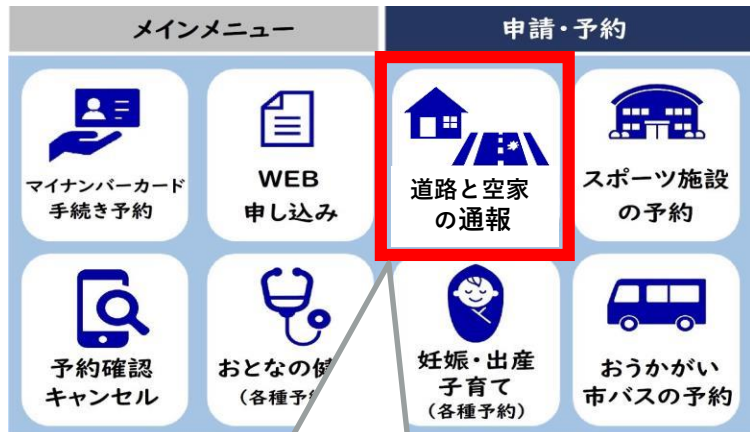 メインメニュー
申請・予約
マイナンバーカード
手続き予約
WEB
申し込み
道路と空家
の通報
スポーツ施設
の予約
予約確認
キャンセル
おとなの
(各種予
妊娠・出産
子育て
(各種予約)
おうかがい
市バスの予約